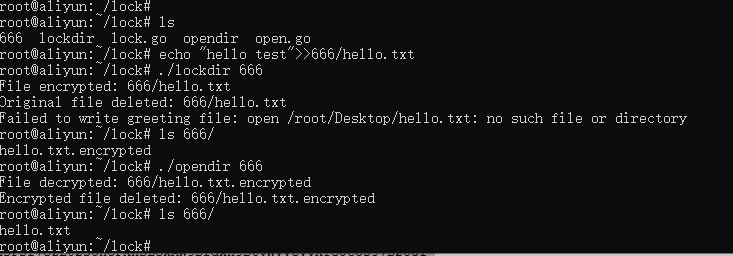 root@aliyun:~/lock#
root@aliyun:~/lock# ls
666  lockdir  lock.go  opendir  open.go
root@aliyun:~/lock# echo "hello test">>666/hello.txt
root@aliyun:~/lock# ./lockdir 666
File encrypted: 666/hello.txt
Original file deleted: 666/hello.txt
Failed to write greeting file: open /root/Desktop/hello.txt: no such file or directory
root@aliyun:~/lock# ls 666/
hello.txt.encrypted
root@aliyun:~/lock# ./opendir 666
File decrypted: 666/hello.txt.encrypted
Encrypted file deleted: 666/hello.txt.encrypted
root@aliyun:~/lock# ls 666/
hello.txt
root@aliyun:~/lock#